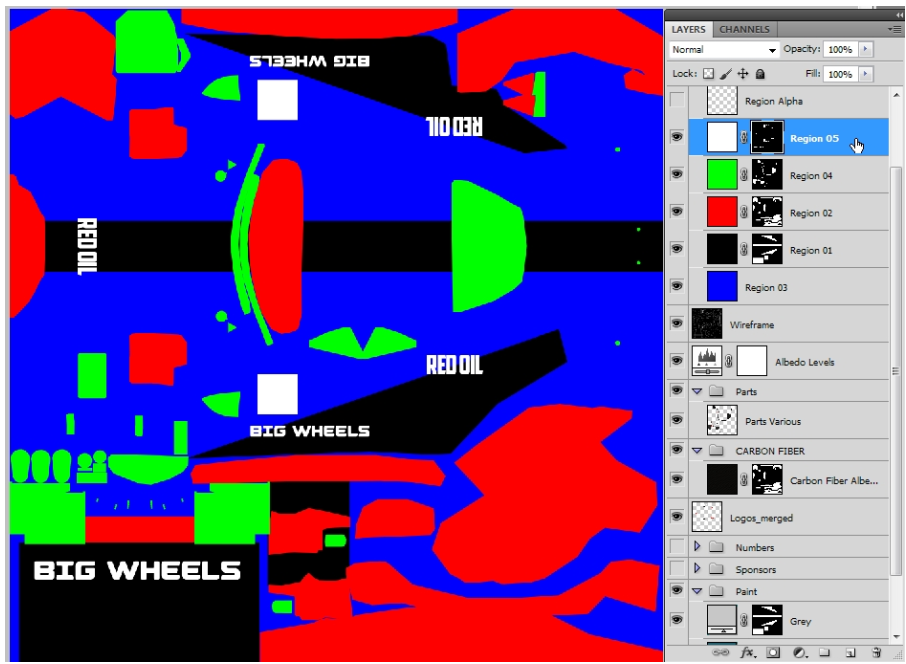 BIG WHEELS
RED OIL
RED OIL
RED OIL
BIG WHEELS
BIG WHEELS
LAYERS CHANNELS
Normal Opacity: 100%
Lock: Fill: 100%
Region Alpha
Region 05
Region 04
Region 02
Region 01
Region 03
Wireframe
Albedo Levels
Parts
Parts Various
CARBON FIBER
Carbon Fiber Albe...
Logos_merged
Numbers
Sponsors
Paint
Grey
fx.